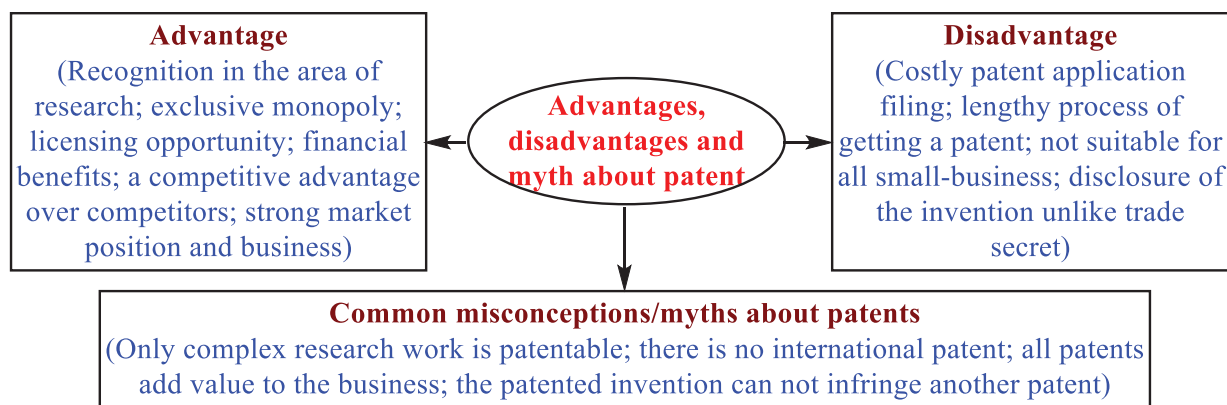 Advantage
(Recognition in the area of
research; exclusive monopoly;
licensing opportunity; financial
benefits; a competitive advantage
over competitors; strong market
position and business)
Advantages,
disadvantages and
myth about patent
Disadvantage
(Costly patent application
filing; lengthy process of
getting a patent; not suitable for
all small-business; disclosure of
the invention unlike trade
secret)
Common misconceptions/myths about patents
(Only complex research work is patentable; there is no international patent; all patents
add value to the business; the patented invention can not infringe another patent)